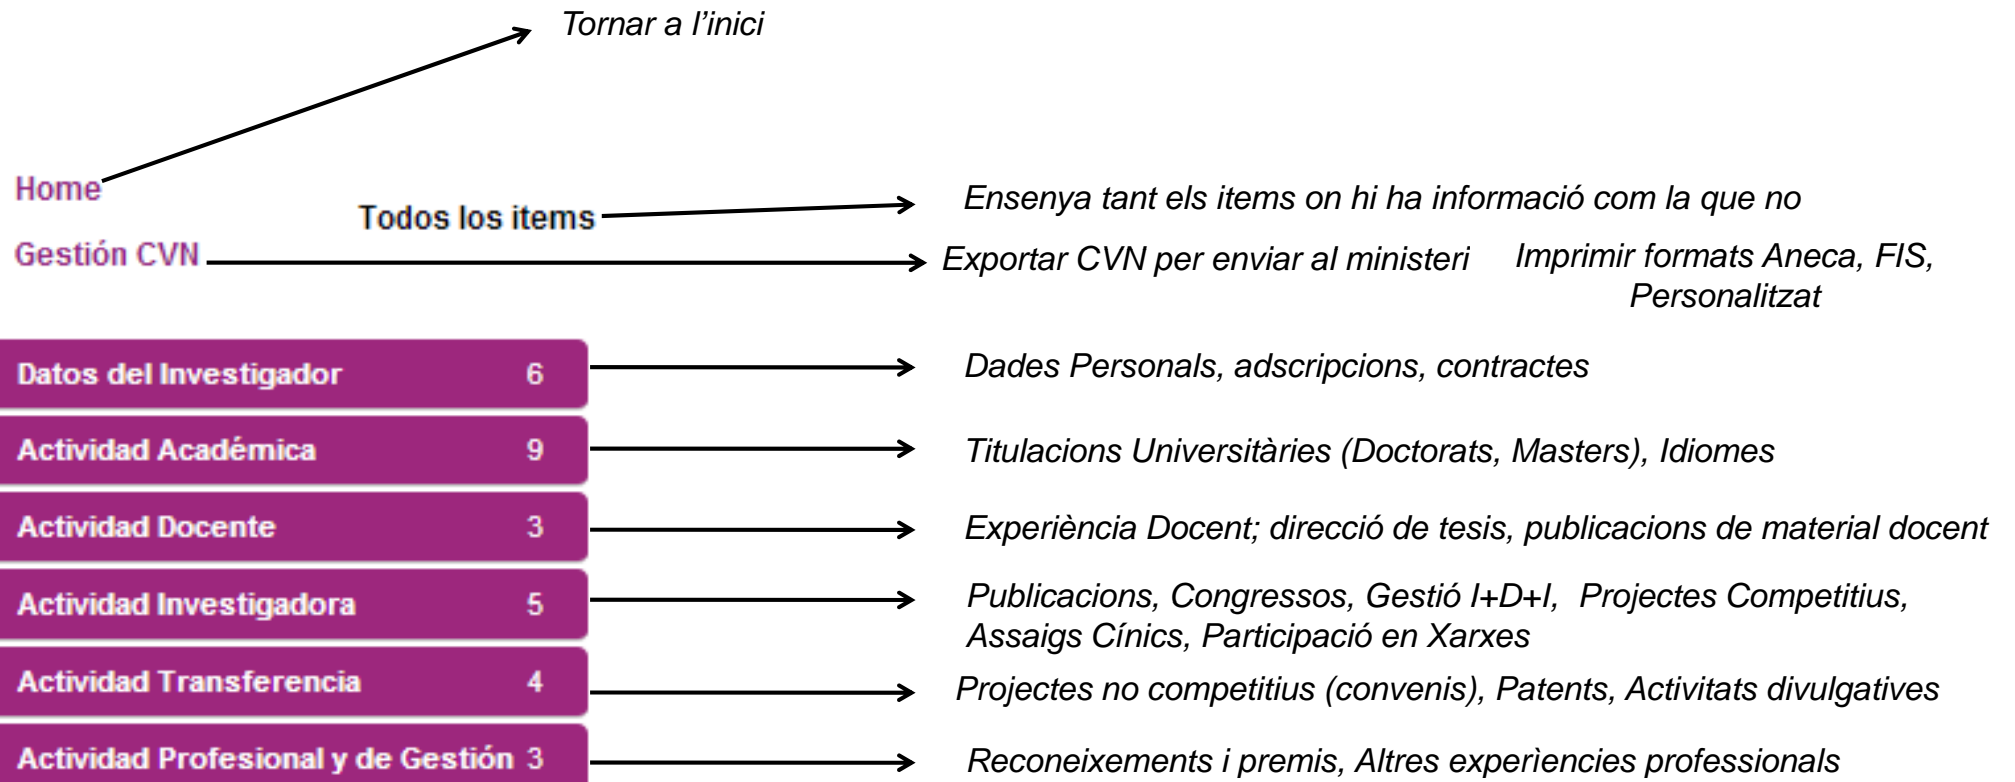 Tornar a l’inici
Home
Todos los items
Ensenya tant els items on hi ha informació com la que no
Gestión CVN
Exportar CVN per enviar al ministeri
Imprimir formats Aneca, FIS,
Personalitzat
Datos del Investigador 6
Dades Personals, adscripcions, contractes
Actividad Académica 9
Titulacions Universitàries (Doctorats, Masters), Idiomes
Actividad Docente 3
Experiència Docent; direcció de tesis, publicacions de material docent
Actividad Investigadora 5
Publicacions, Congressos, Gestió I+D+I, Projectes Competitius,
Assaigs Cínics, Participació en Xarxes
Actividad Transferencia 4
Projectes no competitius (convenis), Patents, Activitats divulgatives
Actividad Profesional y de Gestión 3
Reconeixements i premis, Altres experìencies professionals